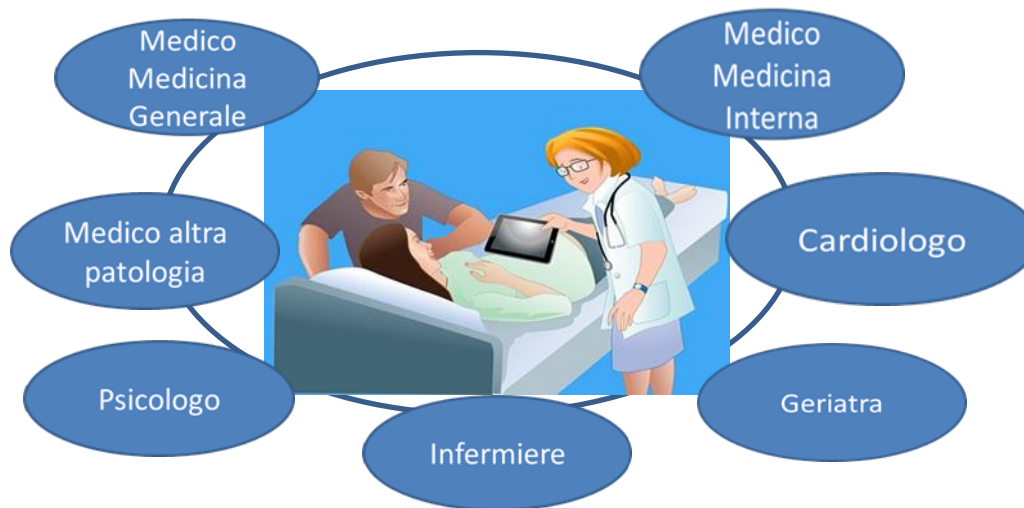 Medico
Medicina
Generale
Medico
Medicina
Interna
Medico altra
patologia
Cardiologo
Psicologo
Geriatra
Infermiere